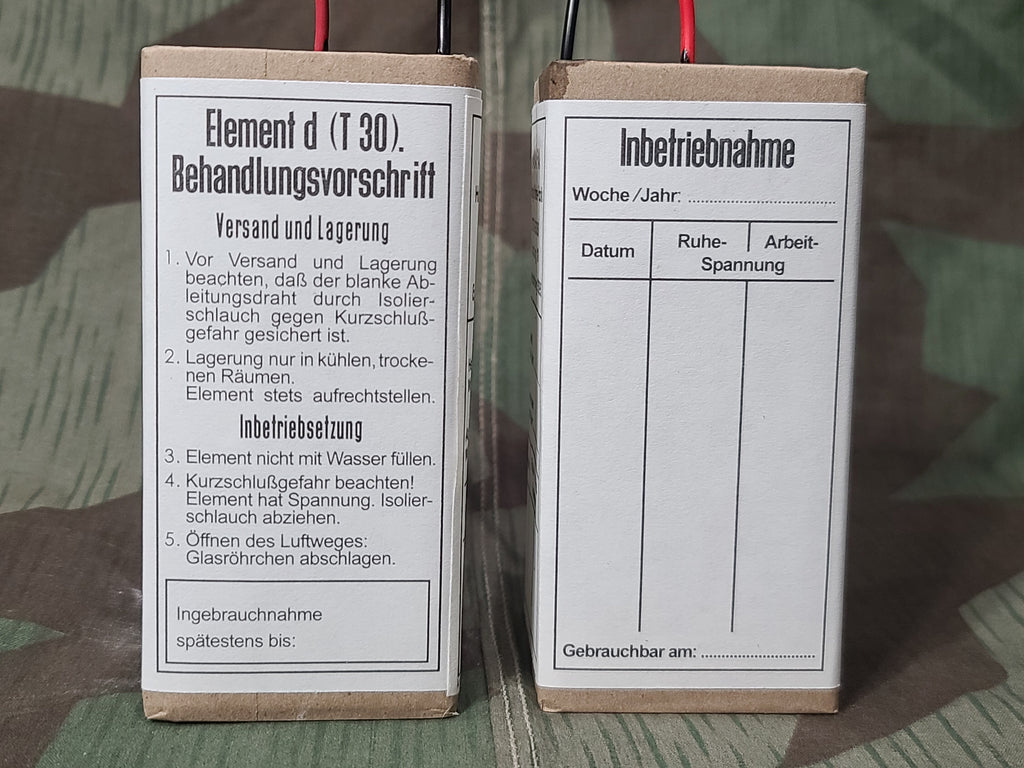 Element d (T 30).
Behandlungsvorschrift
Versand und Lagerung
1. Vor Versand und Lagerung
beachten, daß der blanke Ab-
leitungsdraht durch Isolier-
schlauch gegen Kurzschluß-
gefahr gesichert ist.
2. Lagerung nur in kühlen, trocke-
nen Räumen.
Element stets aufrechtstellen.
Inbetriebsetzung
3. Element nicht mit Wasser füllen.
4. Kurzschlußgefahr beachten!
Element hat Spannung. Isolier-
schlauch abziehen.
5. Öffnen des Luftweges:
Glasröhrchen abschlagen.
Ingebrauchnahme
spätestens bis:
Inbetriebnahme
Woche /Jahr: ................................
Datum
Ruhe- Arbeit-
Spannung
Gebrauchbar am: ..............................